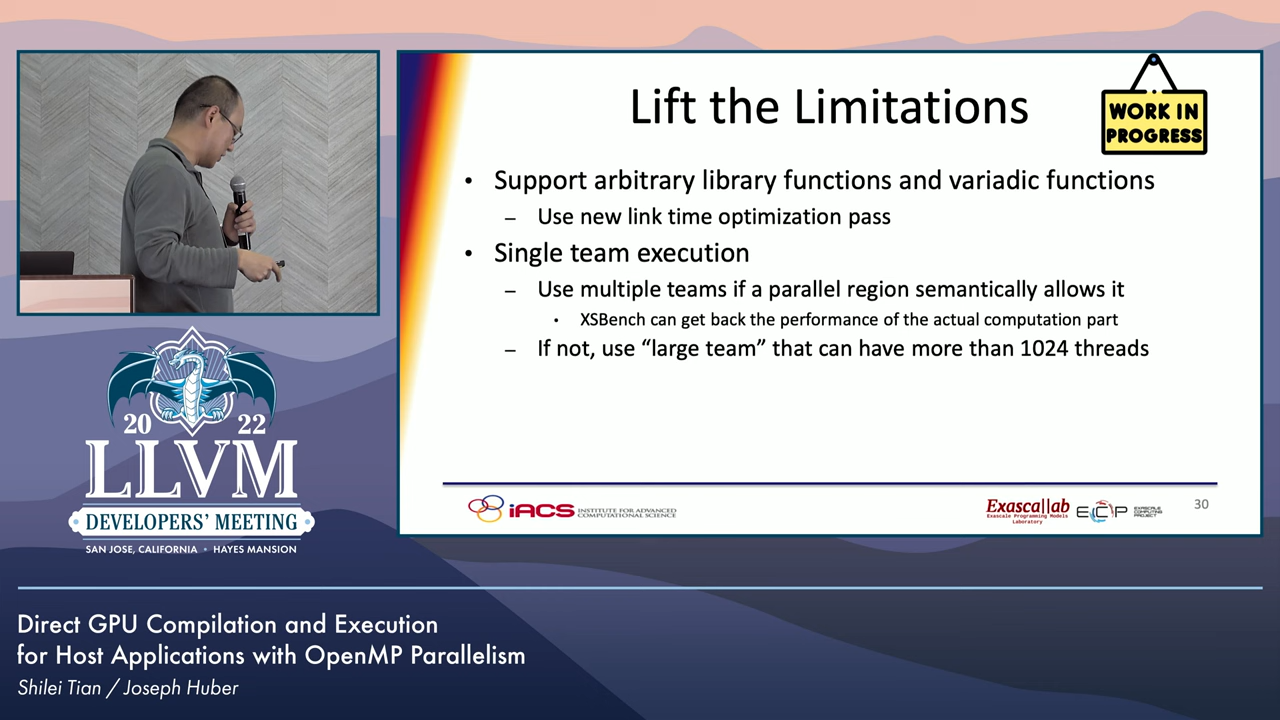 Lift the Limitations
WORK IN
PROGRESS
• Support arbitrary library functions and variadic functions
– Use new link time optimization pass
• Single team execution
– Use multiple teams if a parallel region semantically allows it
• XSBench can get back the performance of the actual computation part
– If not, use “large team” that can have more than 1024 threads
iACS INSTITUTE FOR ADVANCED
COMPUTATIONAL SCIENCE
Exascallab
Exascale Programming Models
Laboratory
ECP
EXASCALE
COMPUTING
PROJECT
30
20 22
LLVM
DEVELOPERS’ MEETING
SAN JOSE, CALIFORNIA • HAYES MANSION
Direct GPU Compilation and Execution
for Host Applications with OpenMP Parallelism
Shilei Tian / Joseph Huber